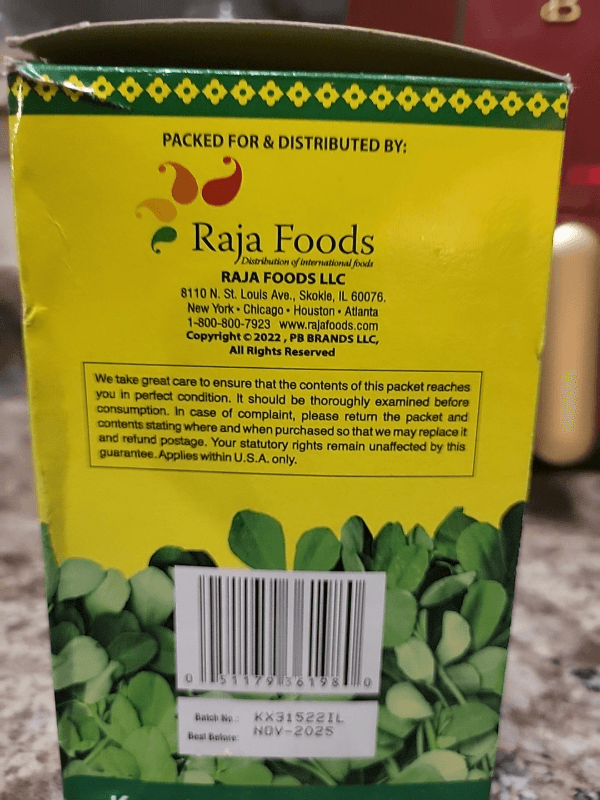 PACKED FOR & DISTRIBUTED BY:
Raja Foods
Distribution of international foods
RAJA FOODS LLC
8110 N. St. Louis Ave., Skokie, IL 60076.
New York • Chicago • Houston • Atlanta
1-800-800-7923 www.rajafoods.com
Copyright © 2022 , PB BRANDS LLC,
All Rights Reserved
We take great care to ensure that the contents of this packet reaches
you in perfect condition. It should be thoroughly examined before
consumption. In case of complaint, please return the packet and
contents stating where and when purchased so that we may replace it
and refund postage. Your statutory rights remain unaffected by this
guarantee. Applies within U.S.A. only.
0 51179 36198 0
Batch No.: KX31522IL
Best Before: NOV-2025